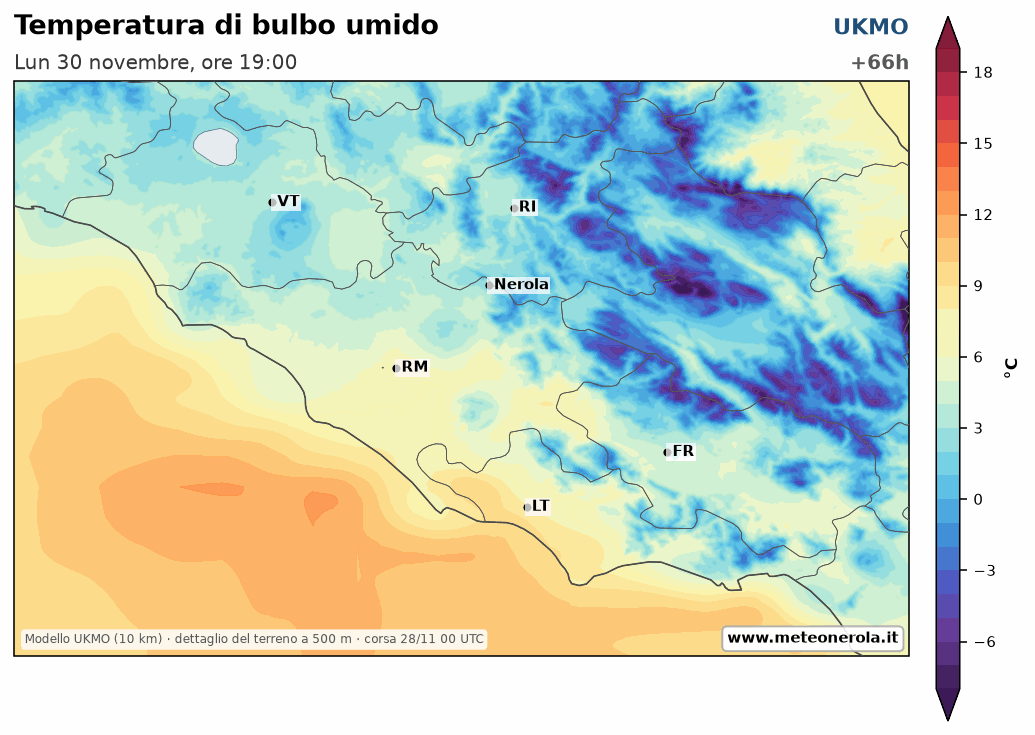 Temperatura di bulbo umido
UKMO
Lun 30 novembre, ore 19:00
+66h
VT
RI
Nerola
RM
FR
LT
Modello UKMO (10 km) · dettaglio del terreno a 500 m · corsa 28/11 00 UTC
www.meteonerola.it
18
15
12
9
6
3
0
−3
−6
°C